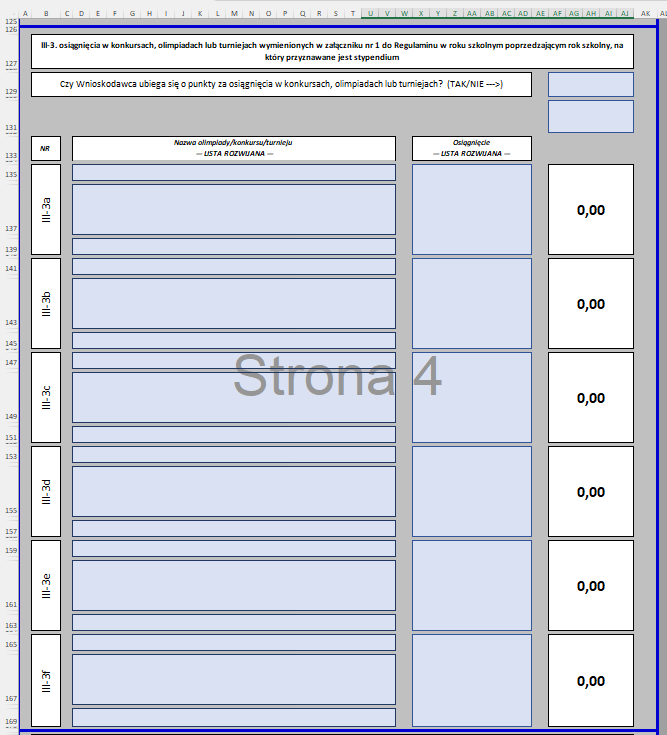 A B C D E F G H I J K L M N O P Q R S T U V W X Y Z AA AB AC AD AE AF AG AH AI AJ AK AL
125
126
III-3. osiągnięcia w konkursach, olimpiadach lub turniejach wymienionych w załączniku nr 1 do Regulaminu w roku szkolnym poprzedzającym rok szkolny, na
który przyznawane jest stypendium
127
Czy Wnioskodawca ubiega się o punkty za osiągnięcia w konkursach, olimpiadach lub turniejach? (TAK/NIE --->)
129
131
NR
Nazwa olimpiady/konkursu/turnieju
— LISTA ROZWIJANA —
Osiągnięcie
— LISTA ROZWIJANA —
133
135
III-3a
0,00
137
139
141
III-3b
0,00
143
145
147
Strona 4
III-3c
0,00
149
151
153
III-3d
0,00
155
157
159
III-3e
0,00
161
163
165
III-3f
0,00
167
169